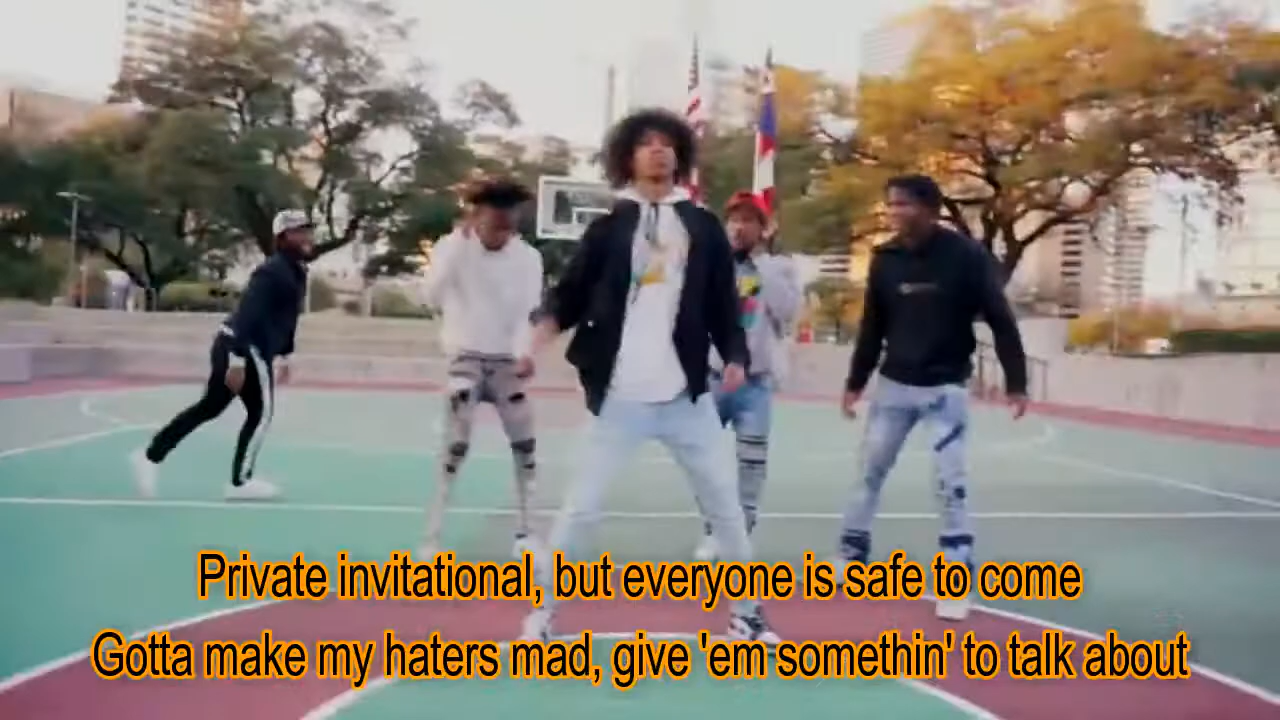 Private invitational, but everyone is safe to come
Gotta make my haters mad, give 'em somethin' to talk about